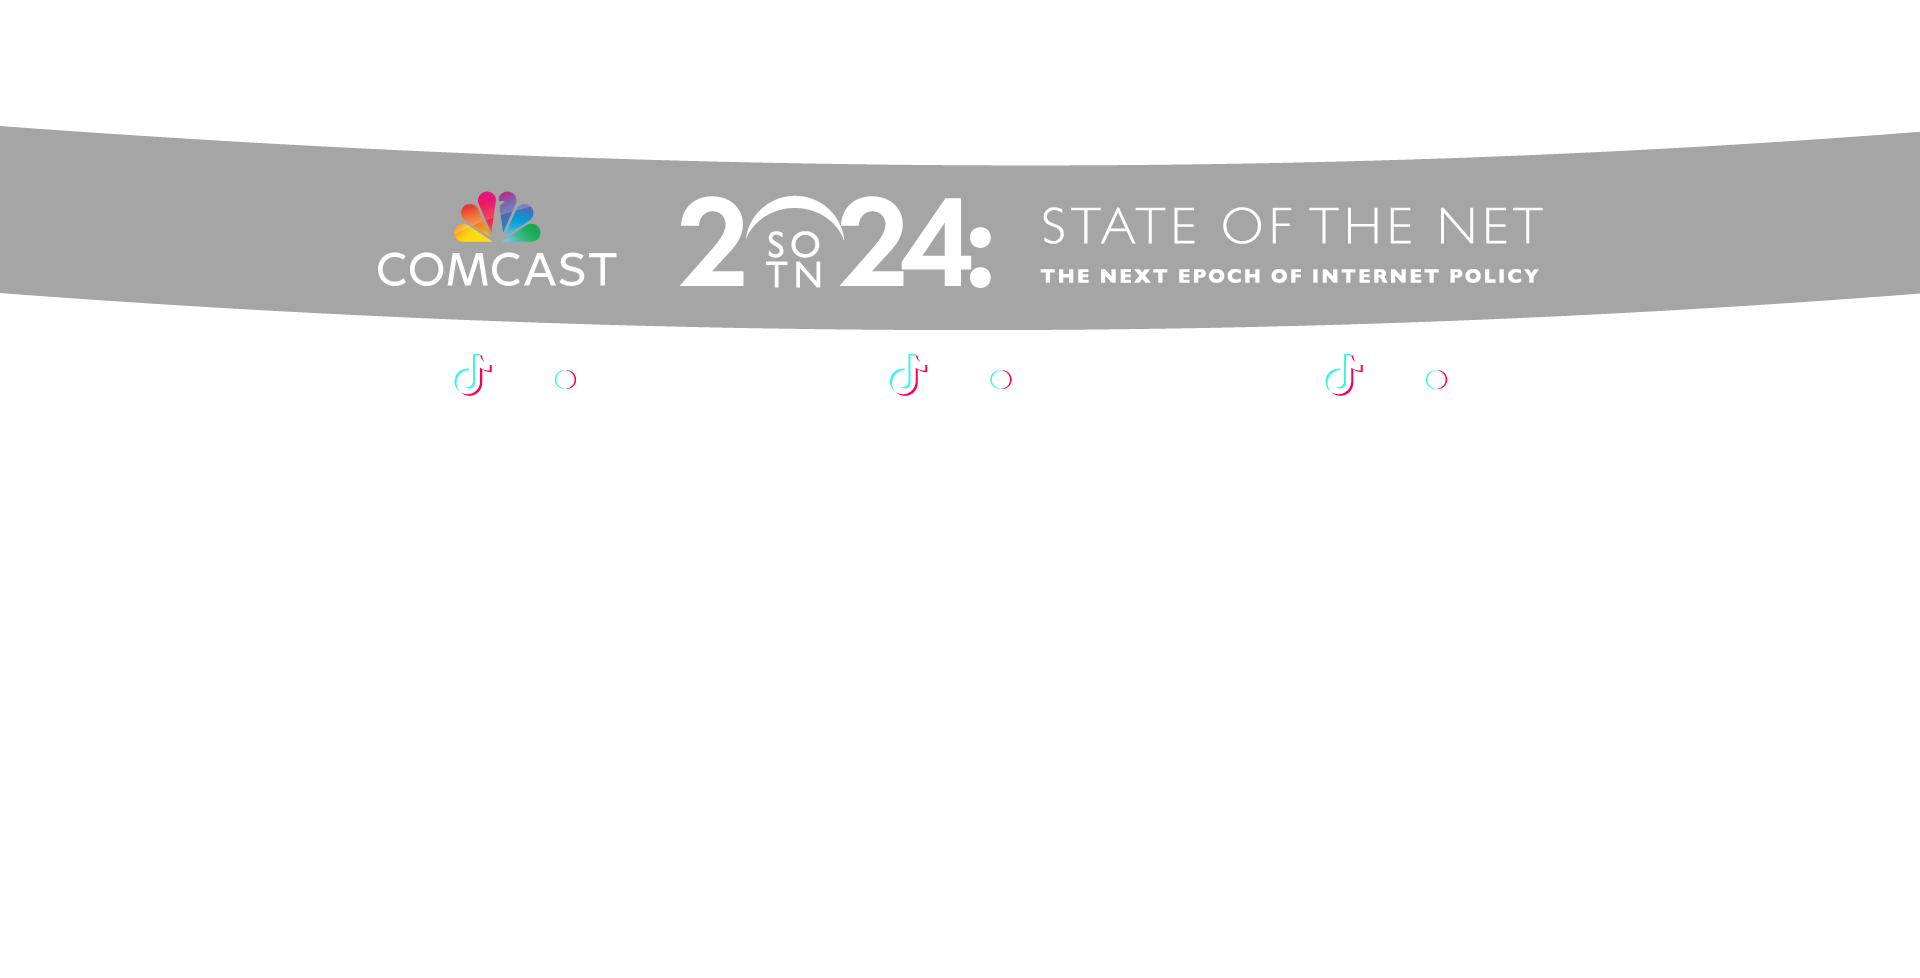 COMCAST
2024:
SO
TN
STATE OF THE NET
THE NEXT EPOCH OF INTERNET POLICY